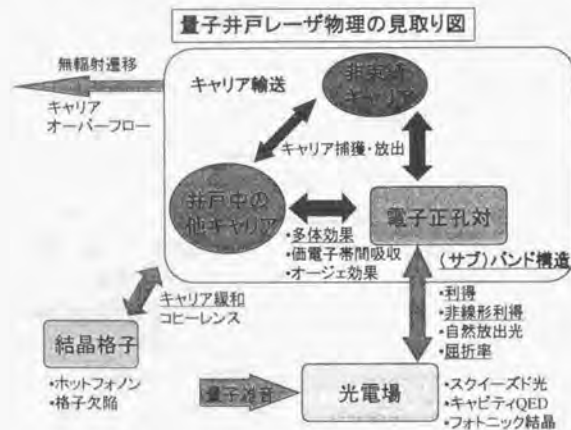 量子井戸レーザ物理の見取り図
無輻射遷移
キャリア
オーバーフロー
キャリア輸送
非束縛
キャリア
キャリア捕獲・放出
井戸中の
他キャリア
電子正孔対
•多体効果
•価電子帯間吸収
•オージェ効果
(サブ)バンド構造
キャリア緩和
コヒーレンス
•利得
•非線形利得
•自然放出光
•屈折率
結晶格子
•ホットフォノン
•格子欠陥
量子雑音
光電場
•スクイーズド光
•キャビティQED
•フォトニック結晶